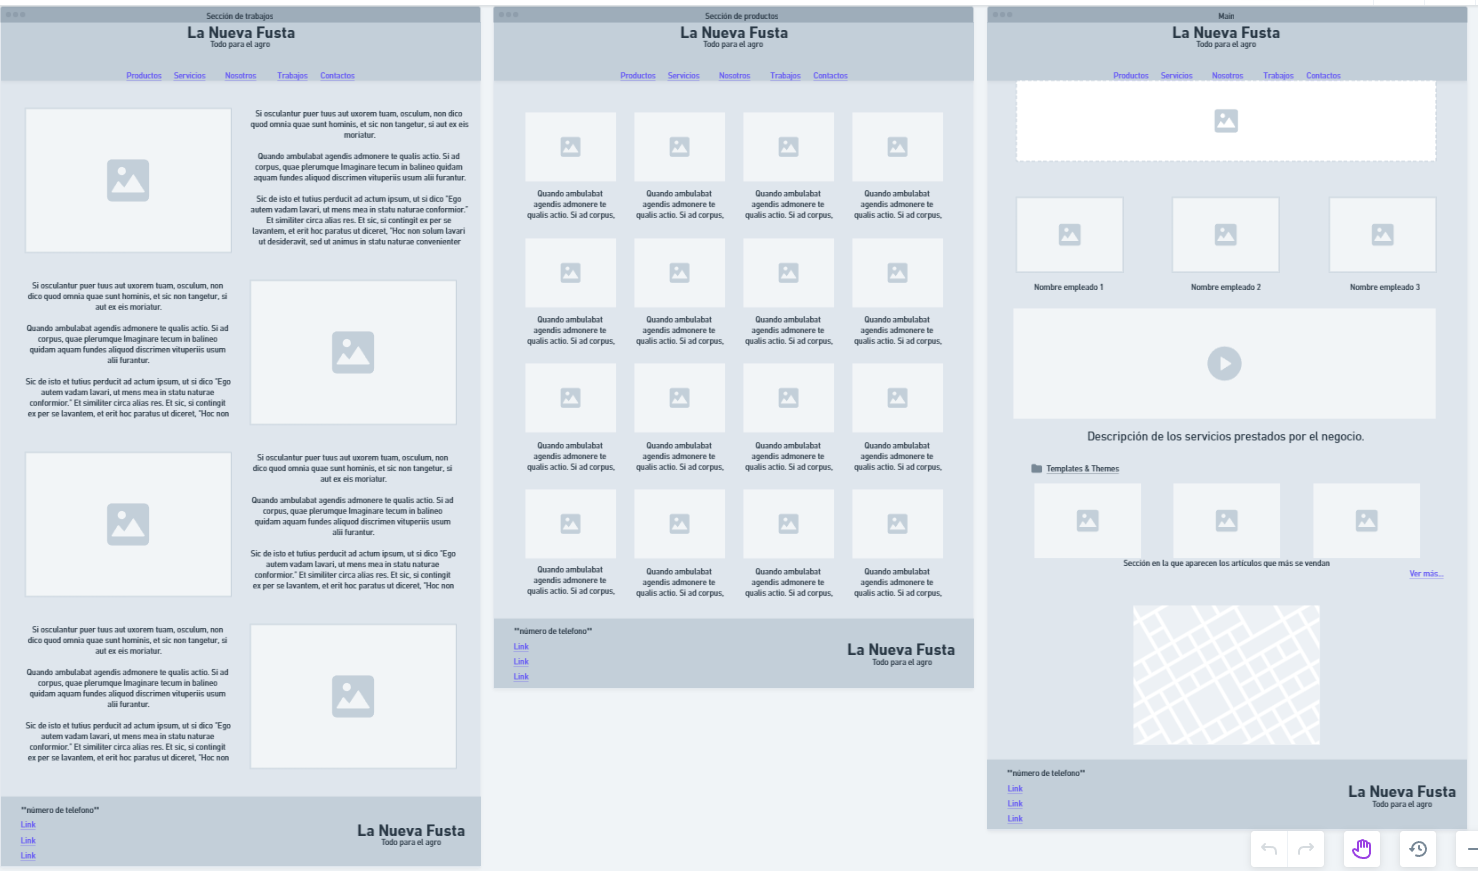 Sección de trabajos
La Nueva Fusta
Todo para el agro
Productos Servicios Nosotros Trabajos Contactos
Si osculantur puer tuus aut uxorem tuam, osculum, non dico
quod omnia quae sunt hominis, et sic non tangetur, si aut ex eis
moriatur.
Quando ambulabat agendis admonere te qualis actio. Si ad
corpus, quae plerumque Imaginare tecum in balineo quidam
aquam fundes aliquod discrimen vituperiis usum alii furantur.
Sic de isto et tutius perducit ad actum ipsum, ut si dico "Ego
autem vadam lavari, ut mens mea in statu naturae conformior."
Et similiter circa alias res. Et sic, si contingit ex per se
lavantem, et erit hoc paratus ut diceret, "Hoc non solum lavari
ut desideravit, sed ut animus in statu naturae convenienter
Si osculantur puer tuus aut uxorem tuam, osculum, non
dico quod omnia quae sunt hominis, et sic non tangetur, si
aut ex eis moriatur.
Quando ambulabat agendis admonere te qualis actio. Si ad
corpus, quae plerumque Imaginare tecum in balineo
quidam aquam fundes aliquod discrimen vituperiis usum
alii furantur.
Sic de isto et tutius perducit ad actum ipsum, ut si dico "Ego
autem vadam lavari, ut mens mea in statu naturae
conformior." Et similiter circa alias res. Et sic, si contingit
ex per se lavantem, et erit hoc paratus ut diceret, "Hoc non
Si osculantur puer tuus aut uxorem tuam, osculum, non
dico quod omnia quae sunt hominis, et sic non tangetur, si
aut ex eis moriatur.
Quando ambulabat agendis admonere te qualis actio. Si ad
corpus, quae plerumque Imaginare tecum in balineo
quidam aquam fundes aliquod discrimen vituperiis usum
alii furantur.
Sic de isto et tutius perducit ad actum ipsum, ut si dico "Ego
autem vadam lavari, ut mens mea in statu naturae
conformior." Et similiter circa alias res. Et sic, si contingit
ex per se lavantem, et erit hoc paratus ut diceret, "Hoc non
Si osculantur puer tuus aut uxorem tuam, osculum, non
dico quod omnia quae sunt hominis, et sic non tangetur, si
aut ex eis moriatur.
Quando ambulabat agendis admonere te qualis actio. Si ad
corpus, quae plerumque Imaginare tecum in balineo
quidam aquam fundes aliquod discrimen vituperiis usum
alii furantur.
Sic de isto et tutius perducit ad actum ipsum, ut si dico "Ego
autem vadam lavari, ut mens mea in statu naturae
conformior." Et similiter circa alias res. Et sic, si contingit
ex per se lavantem, et erit hoc paratus ut diceret, "Hoc non
**número de telefono**
Link
Link
Link
La Nueva Fusta
Todo para el agro
Sección de productos
La Nueva Fusta
Todo para el agro
Productos Servicios Nosotros Trabajos Contactos
Quando ambulabat Quando ambulabat Quando ambulabat Quando ambulabat
agendis admonere te agendis admonere te agendis admonere te agendis admonere te
qualis actio. Si ad corpus, qualis actio. Si ad corpus, qualis actio. Si ad corpus, qualis actio. Si ad corpus,
Quando ambulabat Quando ambulabat Quando ambulabat Quando ambulabat
agendis admonere te agendis admonere te agendis admonere te agendis admonere te
qualis actio. Si ad corpus, qualis actio. Si ad corpus, qualis actio. Si ad corpus, qualis actio. Si ad corpus,
Quando ambulabat Quando ambulabat Quando ambulabat Quando ambulabat
agendis admonere te agendis admonere te agendis admonere te agendis admonere te
qualis actio. Si ad corpus, qualis actio. Si ad corpus, qualis actio. Si ad corpus, qualis actio. Si ad corpus,
Quando ambulabat Quando ambulabat Quando ambulabat Quando ambulabat
agendis admonere te agendis admonere te agendis admonere te agendis admonere te
qualis actio. Si ad corpus, qualis actio. Si ad corpus, qualis actio. Si ad corpus, qualis actio. Si ad corpus,
**número de telefono**
Link
Link
Link
La Nueva Fusta
Todo para el agro
Main
La Nueva Fusta
Todo para el agro
Productos Servicios Nosotros Trabajos Contactos
Nombre empleado 1 Nombre empleado 2 Nombre empleado 3
Descripción de los servicios prestados por el negocio.
Templates & Themes
Sección en la que aparecen los artículos que más se vendan
Ver más...
**número de telefono**
Link
Link
Link
La Nueva Fusta
Todo para el agro